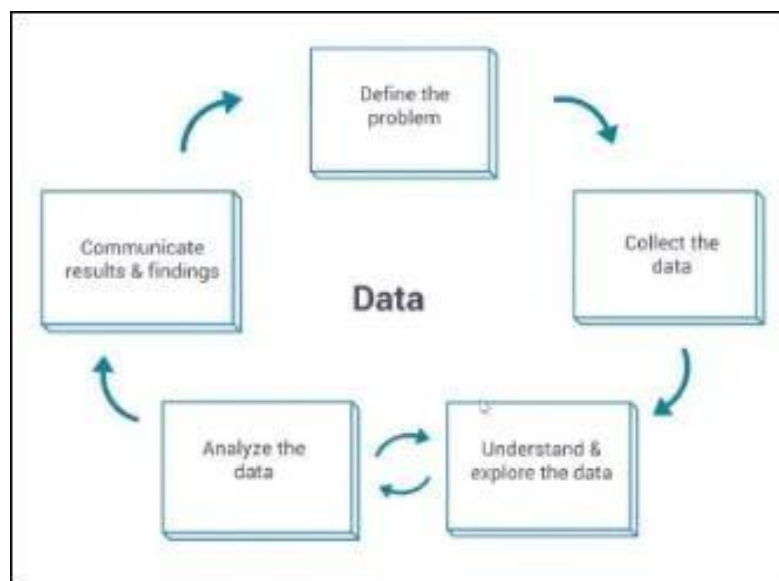 Define the
problem
Collect the
data
Understand &
explore the data
Analyze the
data
Communicate
results & findings
Data